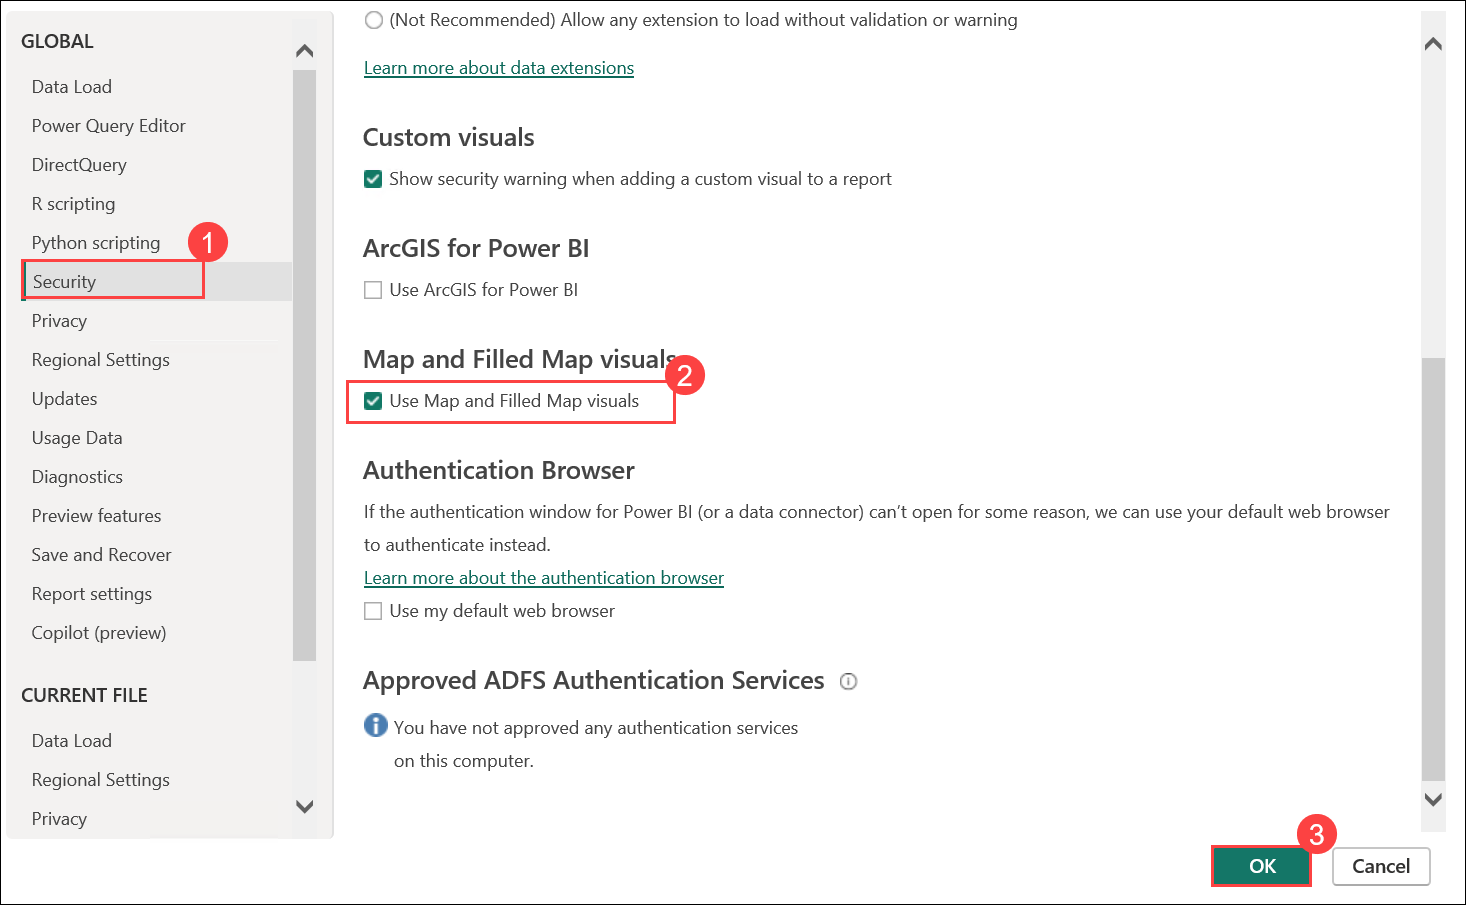 GLOBAL
Data Load
Power Query Editor
DirectQuery
R scripting
Python scripting
1
Security
Privacy
Regional Settings
Updates
Usage Data
Diagnostics
Preview features
Save and Recover
Report settings
Copilot (preview)
CURRENT FILE
Data Load
Regional Settings
Privacy
(Not Recommended) Allow any extension to load without validation or warning
Learn more about data extensions
Custom visuals
Show security warning when adding a custom visual to a report
ArcGIS for Power BI
Use ArcGIS for Power BI
Map and Filled Map visuals
2
Use Map and Filled Map visuals
Authentication Browser
If the authentication window for Power BI (or a data connector) can’t open for some reason, we can use your default web browser
to authenticate instead.
Learn more about the authentication browser
Use my default web browser
Approved ADFS Authentication Services
You have not approved any authentication services
on this computer.
3
OK
Cancel